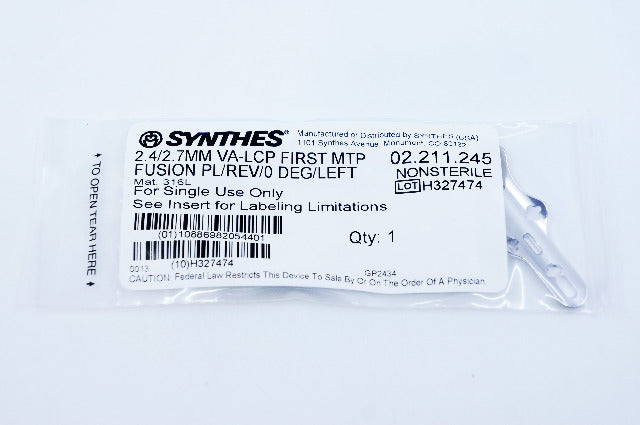 SYNTHES®
Manufactured or Distributed by SYNTHES (USA)
1101 Synthes Avenue, Monument, CO 80132
2.4/2.7MM VA-LCP FIRST MTP
FUSION PL/REV/0 DEG/LEFT
02.211.245
NONSTERILE
LOT H327474
Mat. 316L
For Single Use Only
See Insert for Labeling Limitations
(01)10886982054401
Qty: 1
(10)H327474
0013
GP2434
CAUTION: Federal Law Restricts This Device To Sale By Or On The Order Of A Physician.
TO OPEN TEAR HERE